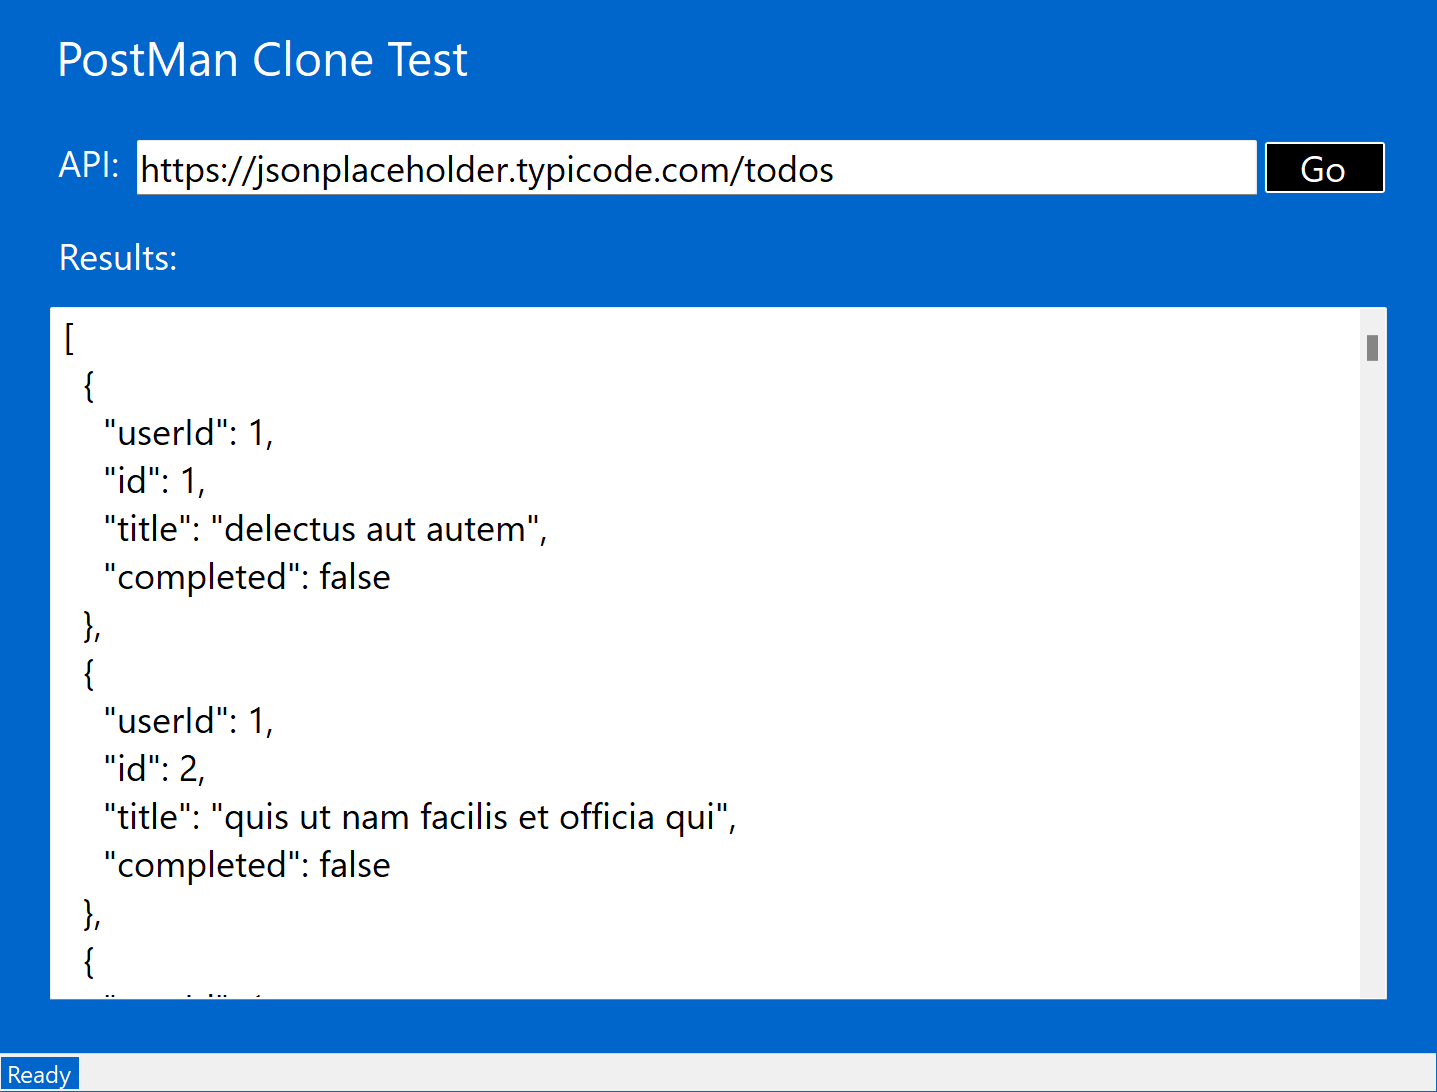 PostMan Clone Test
API: https://jsonplaceholder.typicode.com/todos Go
Results:
[
{
"userId": 1,
"id": 1,
"title": "delectus aut autem",
"completed": false
},
{
"userId": 1,
"id": 2,
"title": "quis ut nam facilis et officia qui",
"completed": false
},
{
Ready